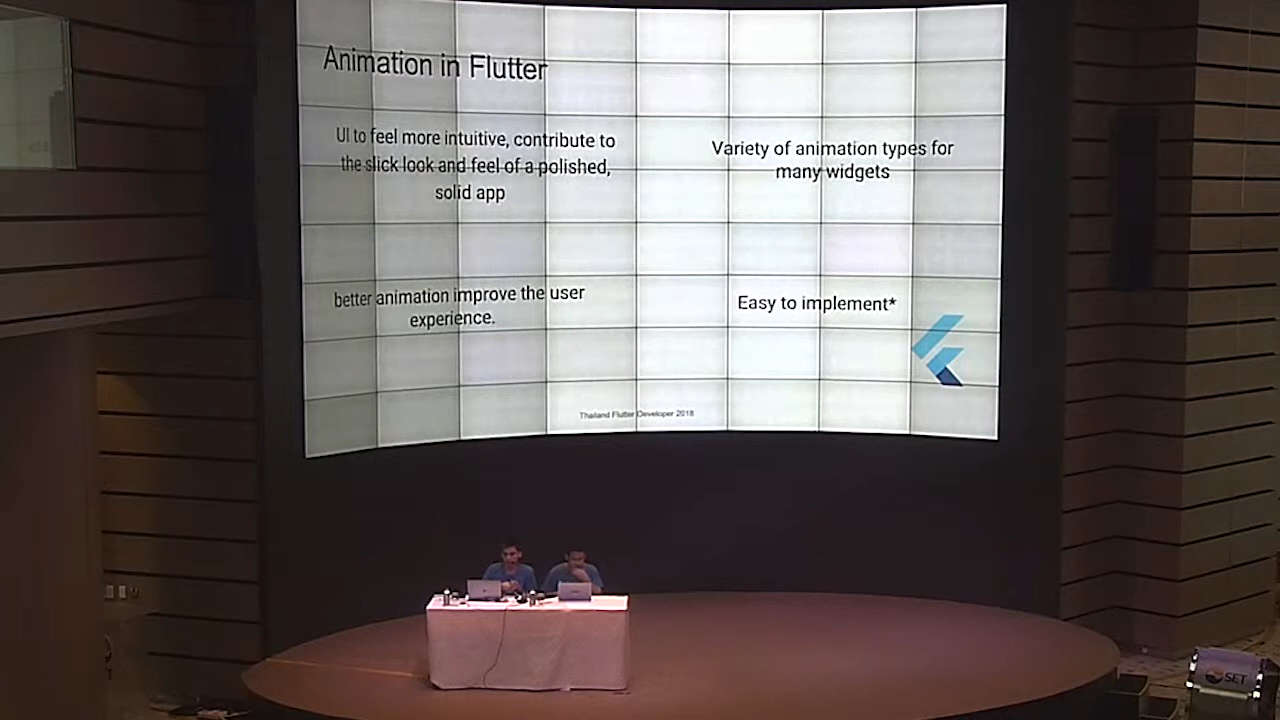 Animation in Flutter
UI to feel more intuitive, contribute to
the slick look and feel of a polished,
solid app
Variety of animation types for
many widgets
better animation improve the user
experience.
Easy to implement*
Thailand Flutter Developer 2018
SET